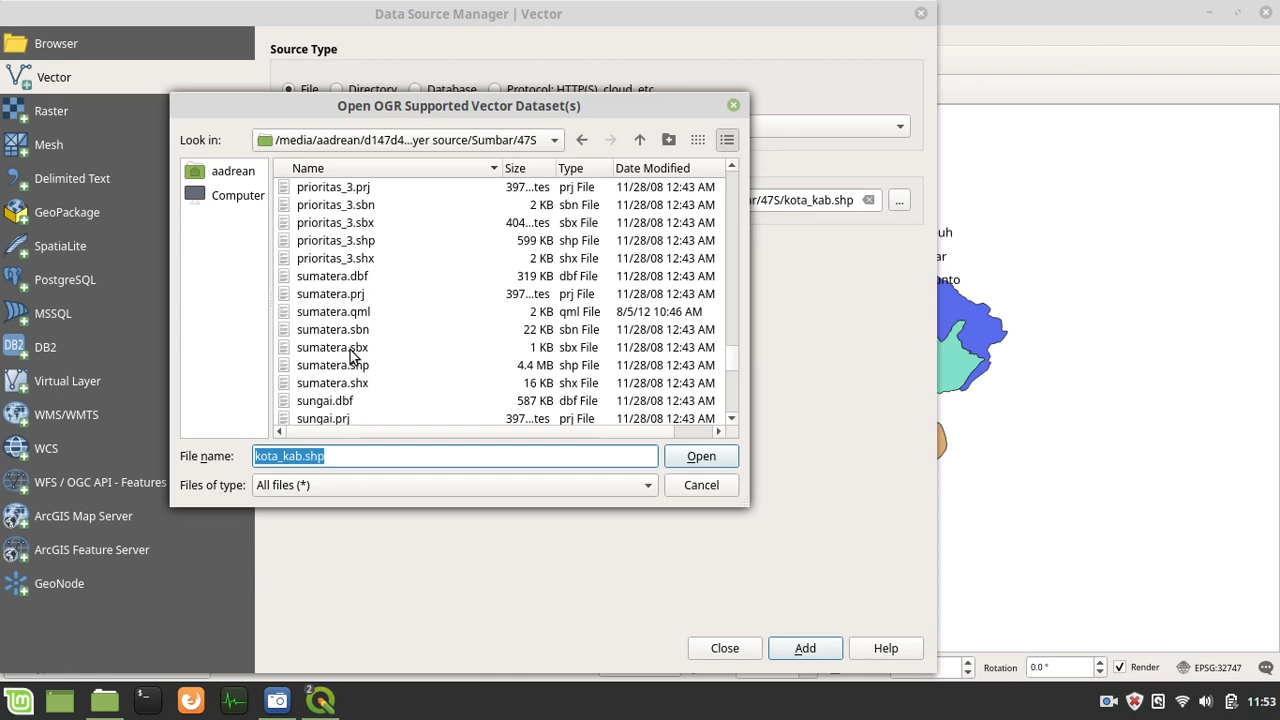 Data Source Manager | Vector
Browser
Vector
Raster
Mesh
Delimited Text
GeoPackage
SpatiaLite
PostgreSQL
MSSQL
DB2
DB2
Virtual Layer
WMS/WMTS
WCS
WFS / OGC API - Features
ArcGIS Map Server
ArcGIS Feature Server
GeoNode
Source Type
File Directory Database Protocol: HTTP(S), cloud, etc.
Open OGR Supported Vector Dataset(s)
Look in: /media/aadrean/d147d4...yer source/Sumbar/47S
aadrean
Computer
Name Size Type Date Modified
prioritas_3.prj 397...tes prj File 11/28/08 12:43 AM
prioritas_3.sbn 2 KB sbn File 11/28/08 12:43 AM
prioritas_3.sbx 404...tes sbx File 11/28/08 12:43 AM
prioritas_3.shp 599 KB shp File 11/28/08 12:43 AM
prioritas_3.shx 2 KB shx File 11/28/08 12:43 AM
sumatera.dbf 319 KB dbf File 11/28/08 12:43 AM
sumatera.prj 397...tes prj File 11/28/08 12:43 AM
sumatera.qml 2 KB qml File 8/5/12 10:46 AM
sumatera.sbn 22 KB sbn File 11/28/08 12:43 AM
sumatera.sbx 1 KB sbx File 11/28/08 12:43 AM
sumatera.shp 4.4 MB shp File 11/28/08 12:43 AM
sumatera.shx 16 KB shx File 11/28/08 12:43 AM
sungai.dbf 587 KB dbf File 11/28/08 12:43 AM
sungai.prj 397...tes prj File 11/28/08 12:43 AM
File name: kota_kab.shp Open
Files of type: All files (*) Cancel
ar/47S/kota_kab.shp ...
uh
ar
nto
Close Add Help
Rotation 0.0 ° Render EPSG:32747
2
11:53